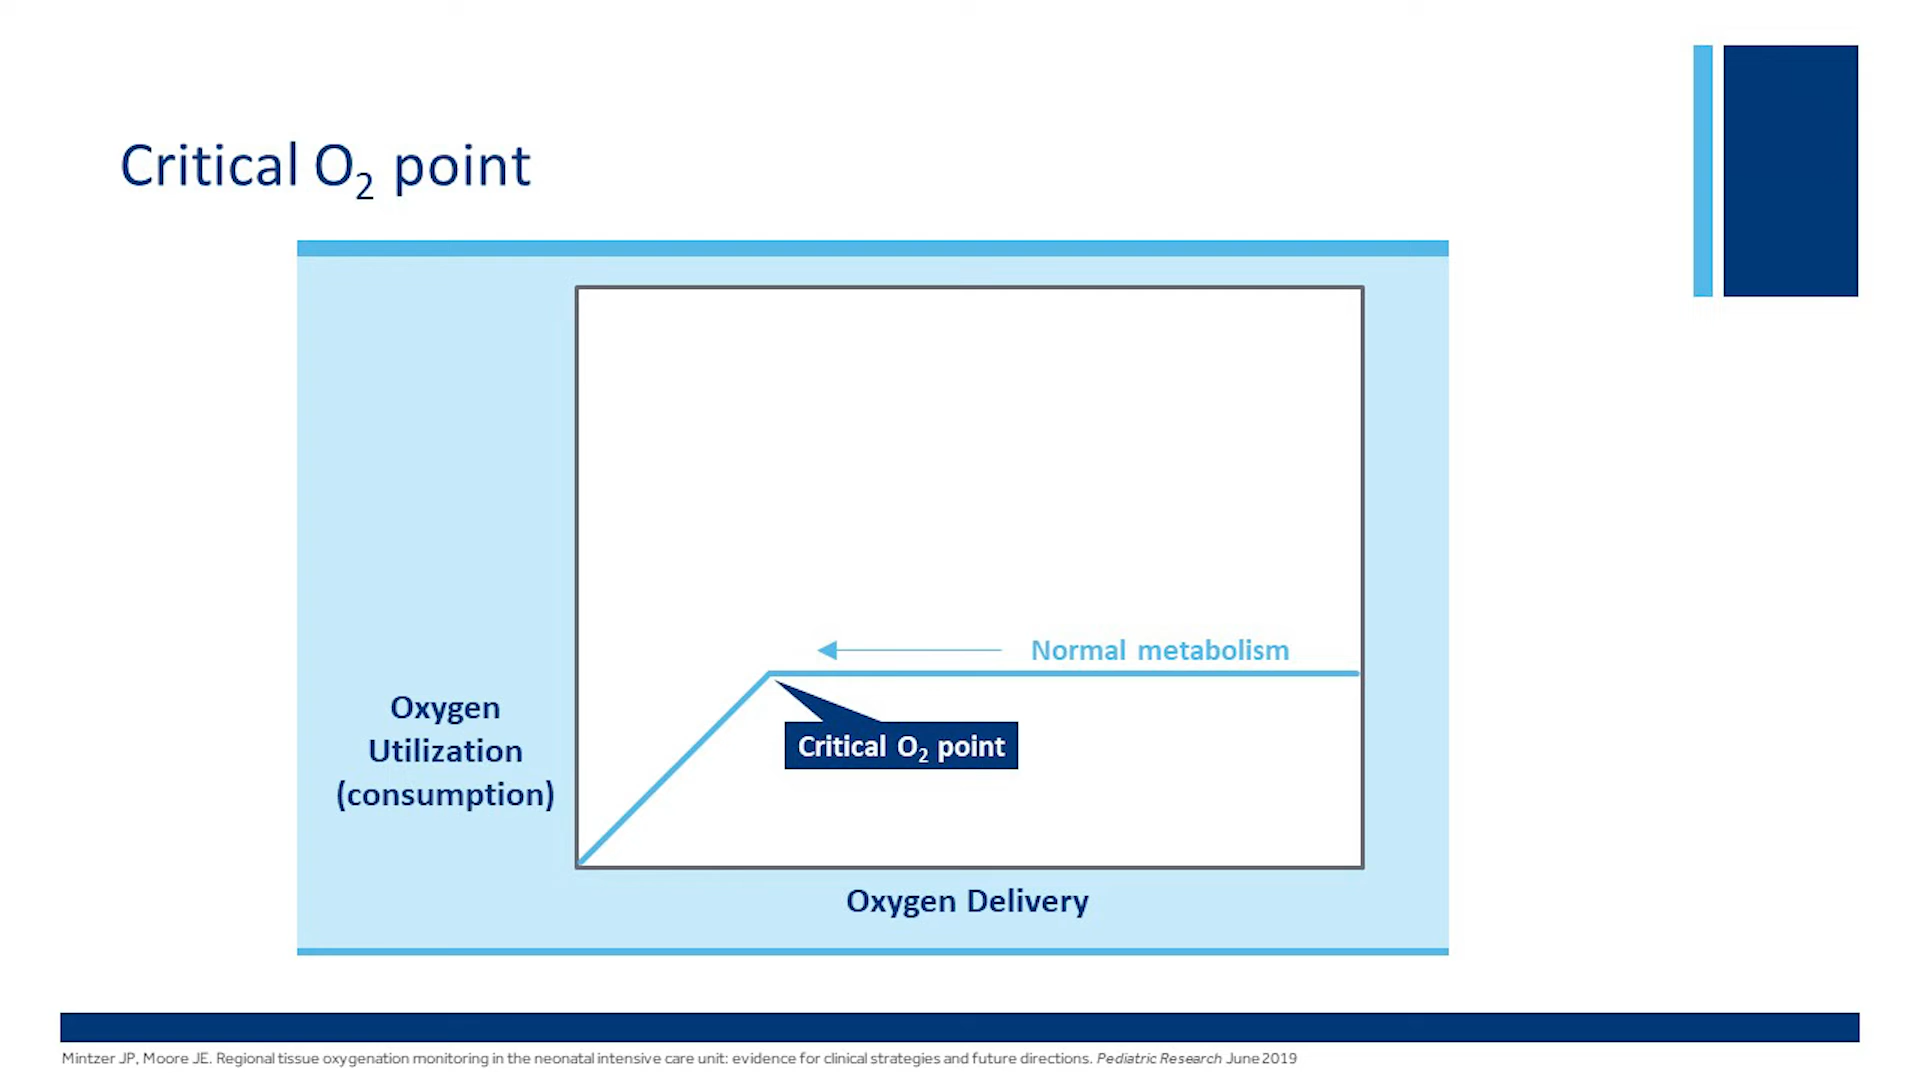 Critical O₂ point
Normal metabolism
Oxygen
Utilization
(consumption)
Critical O₂ point
Oxygen Delivery
Mintzer JP, Moore JE. Regional tissue oxygenation monitoring in the neonatal intensive care unit: evidence for clinical strategies and future directions. Pediatric Research June 2019